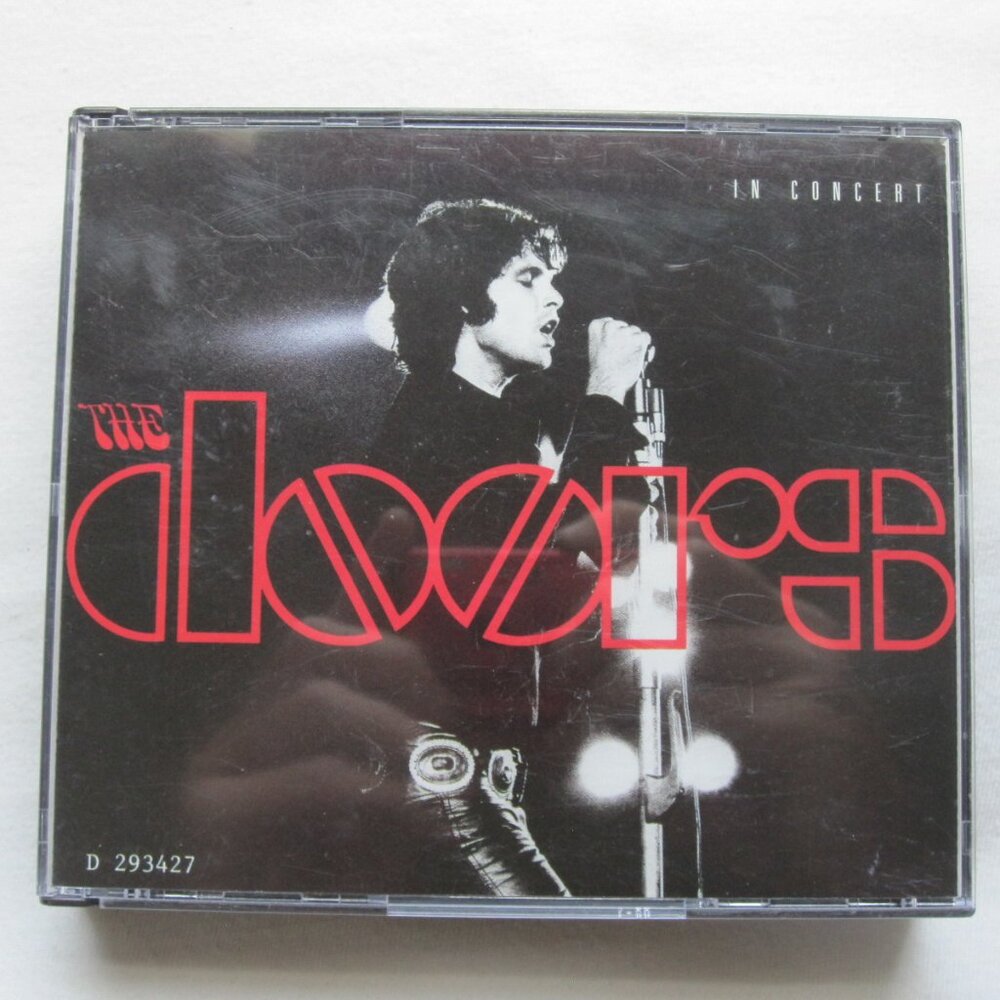 IN CONCERT
THE
doors
D 293427